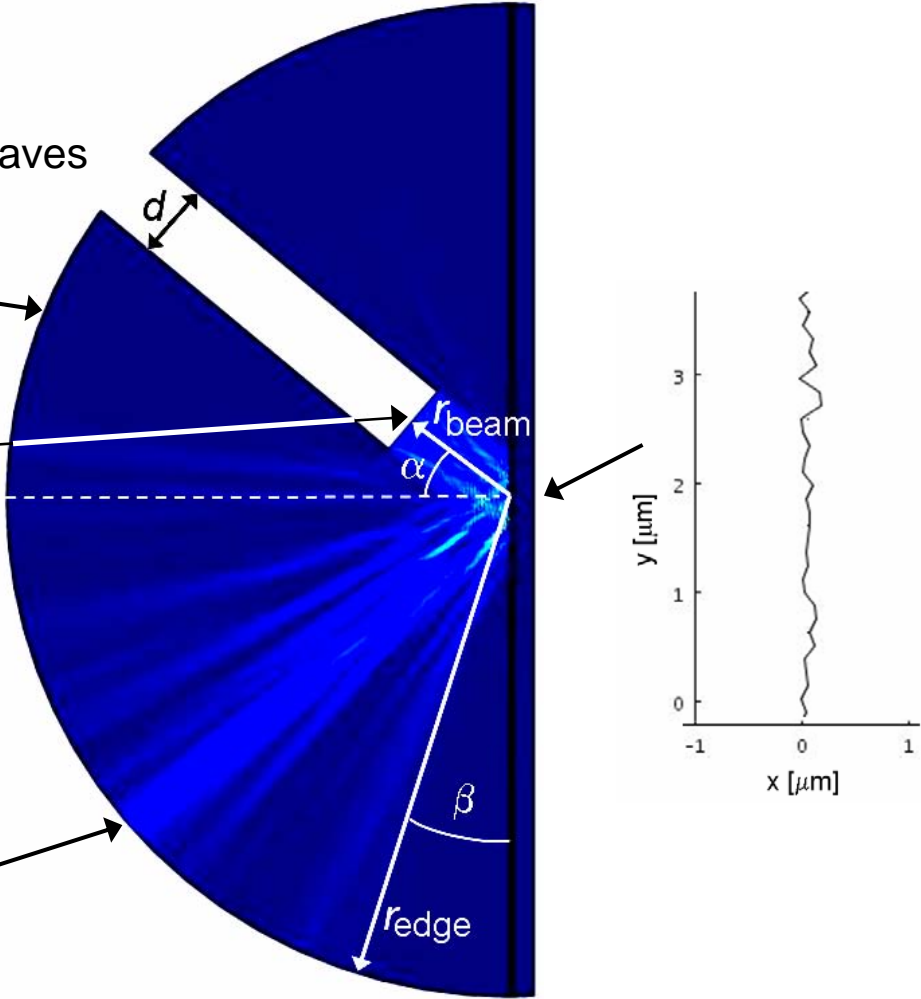 aves
d
r beam
α
β
r edge
3
2
1
0
y [μm]
-1 0 1
x [μm]